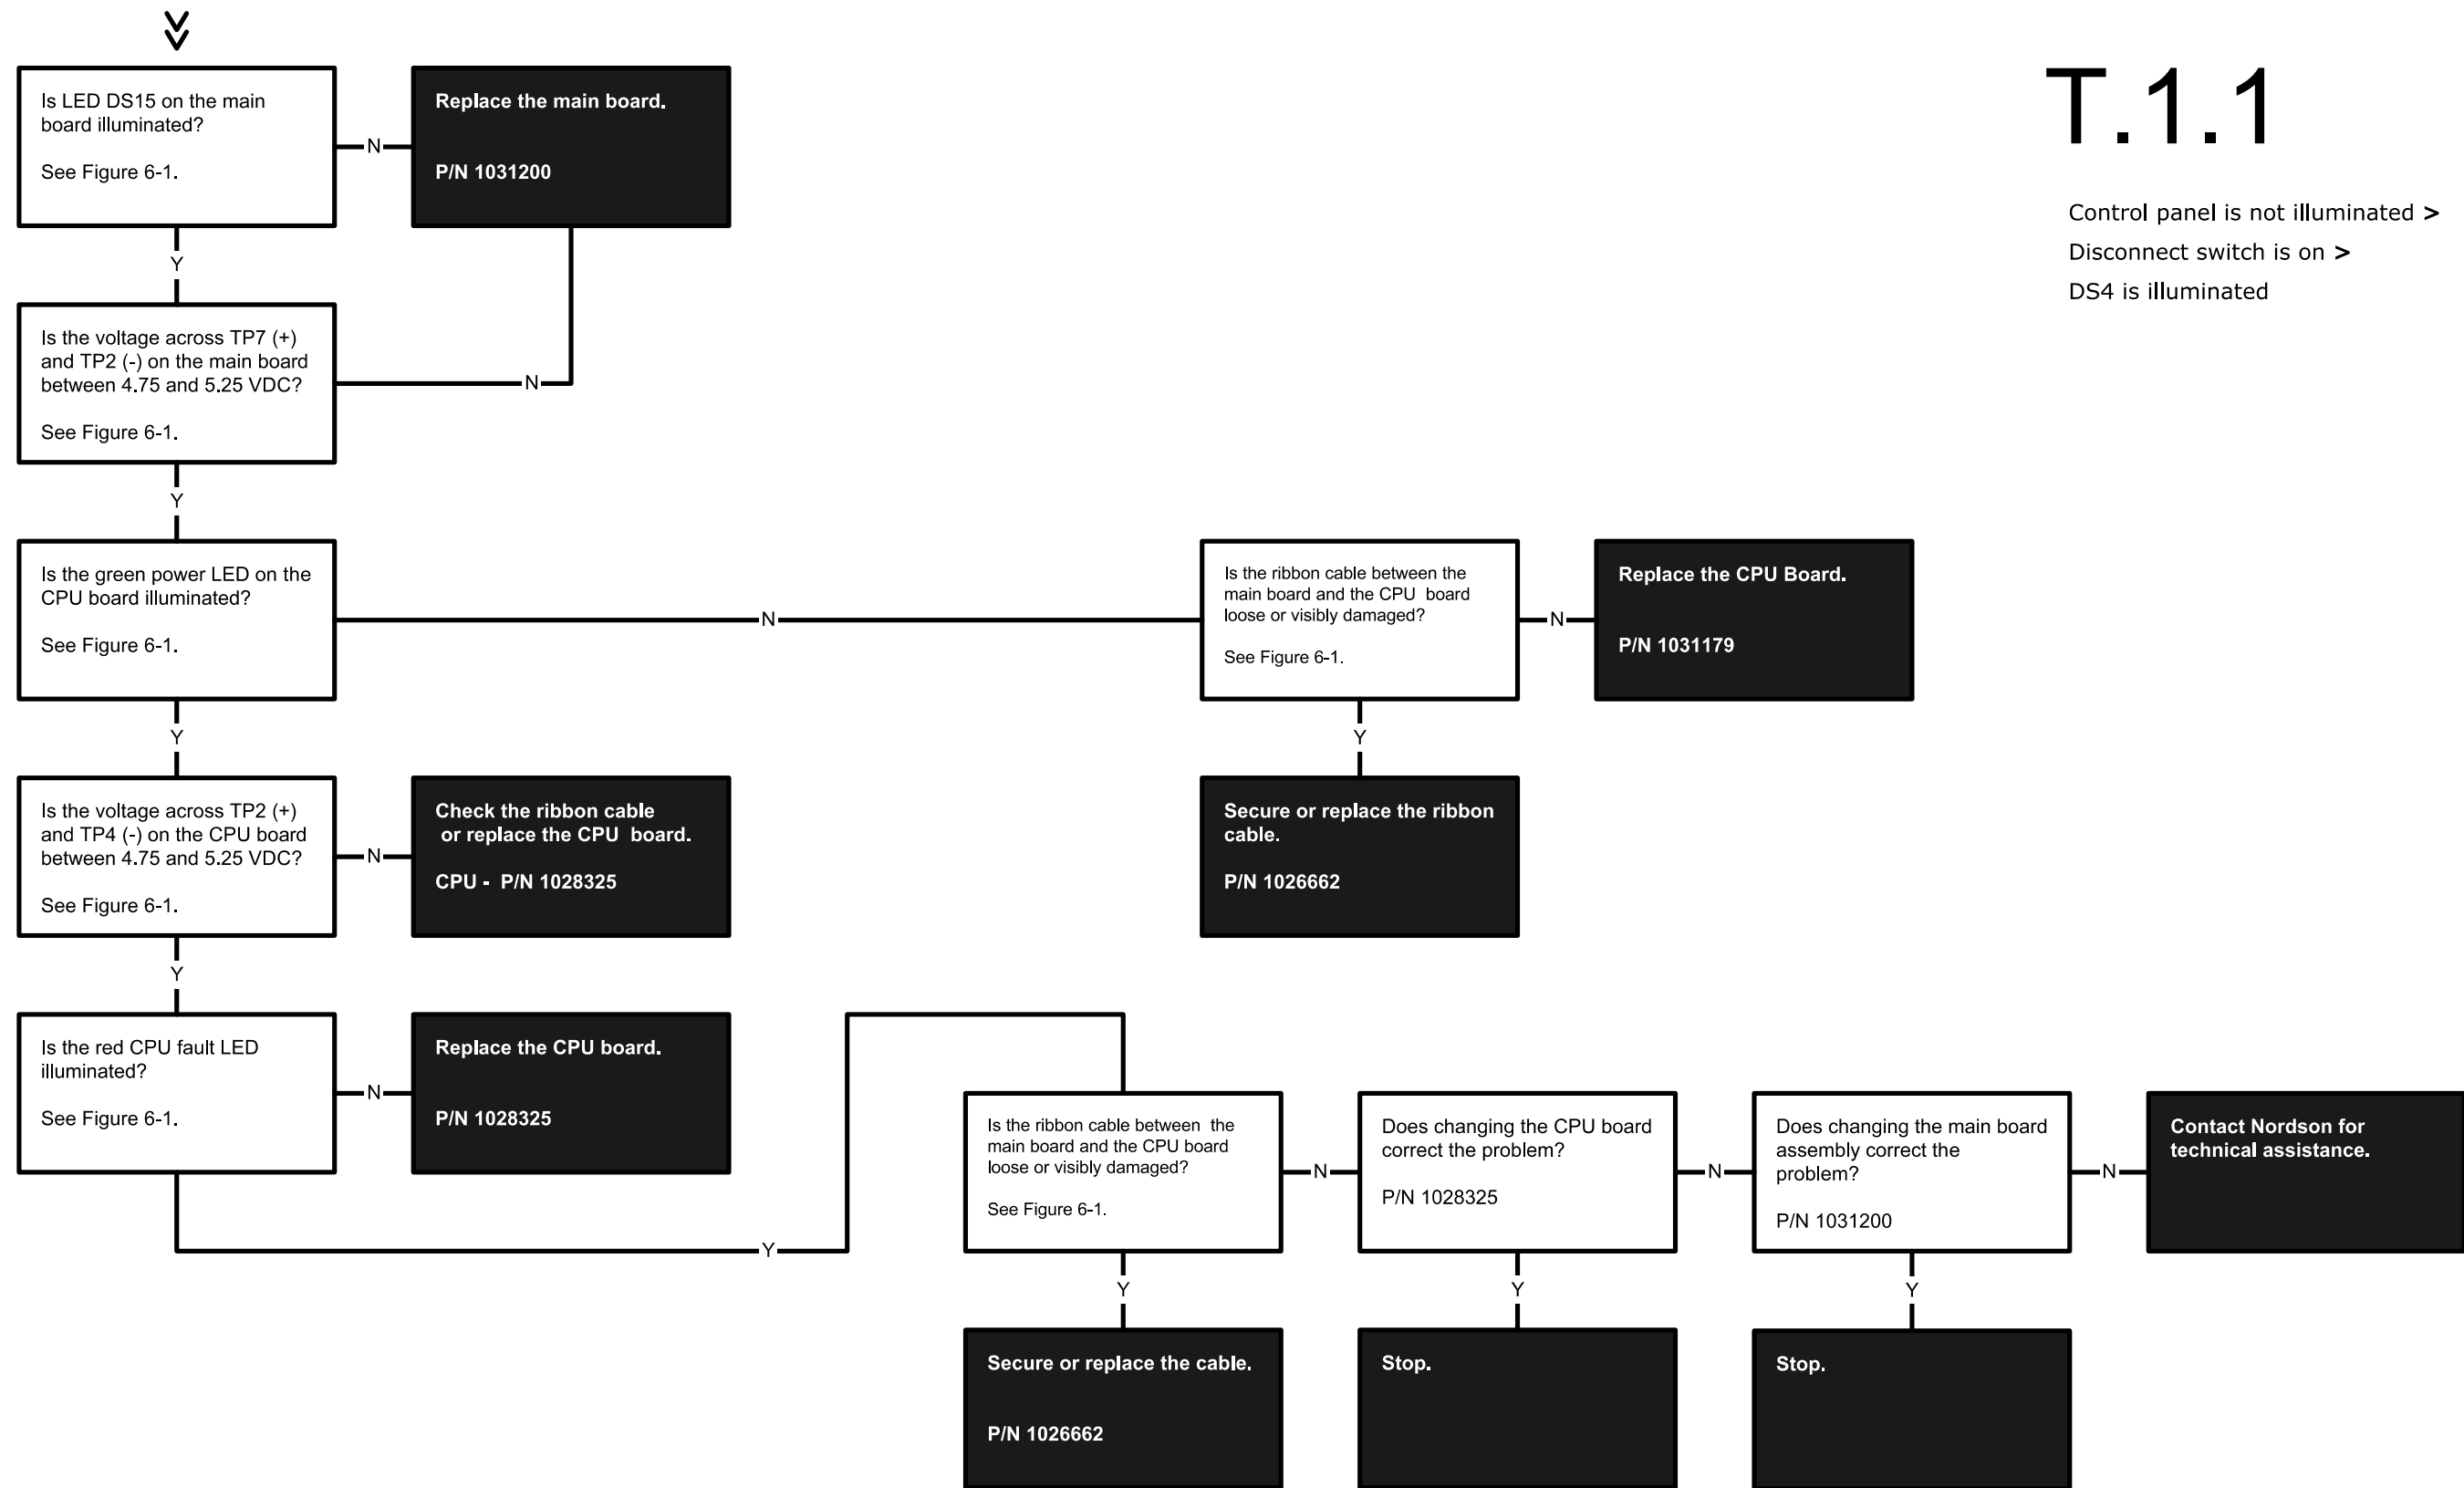 T.1.1
Control panel is not illuminated >
Disconnect switch is on >
DS4 is illuminated
Is LED DS15 on the main
board illuminated?
See Figure 6-1.
N
Replace the main board.
P/N 1031200
Y
Is the voltage across TP7 (+)
and TP2 (-) on the main board
between 4.75 and 5.25 VDC?
See Figure 6-1.
N
Y
Is the green power LED on the
CPU board illuminated?
See Figure 6-1.
N
Is the ribbon cable between the
main board and the CPU  board
loose or visibly damaged?
See Figure 6-1.
N
Replace the CPU Board.
P/N 1031179
Y
Y
Is the voltage across TP2 (+)
and TP4 (-) on the CPU board
between 4.75 and 5.25 VDC?
See Figure 6-1.
N
Check the ribbon cable
or replace the CPU  board.
CPU -  P/N 1028325
Secure or replace the ribbon
cable.
P/N 1026662
Y
Is the red CPU fault LED
illuminated?
See Figure 6-1.
N
Replace the CPU board.
P/N 1028325
Y
Is the ribbon cable between  the
main board and the CPU board
loose or visibly damaged?
See Figure 6-1.
N
Does changing the CPU board
correct the problem?
P/N 1028325
N
Does changing the main board
assembly correct the
problem?
P/N 1031200
N
Contact Nordson for
technical assistance.
Y
Y
Y
Secure or replace the cable.
P/N 1026662
Stop.
Stop.